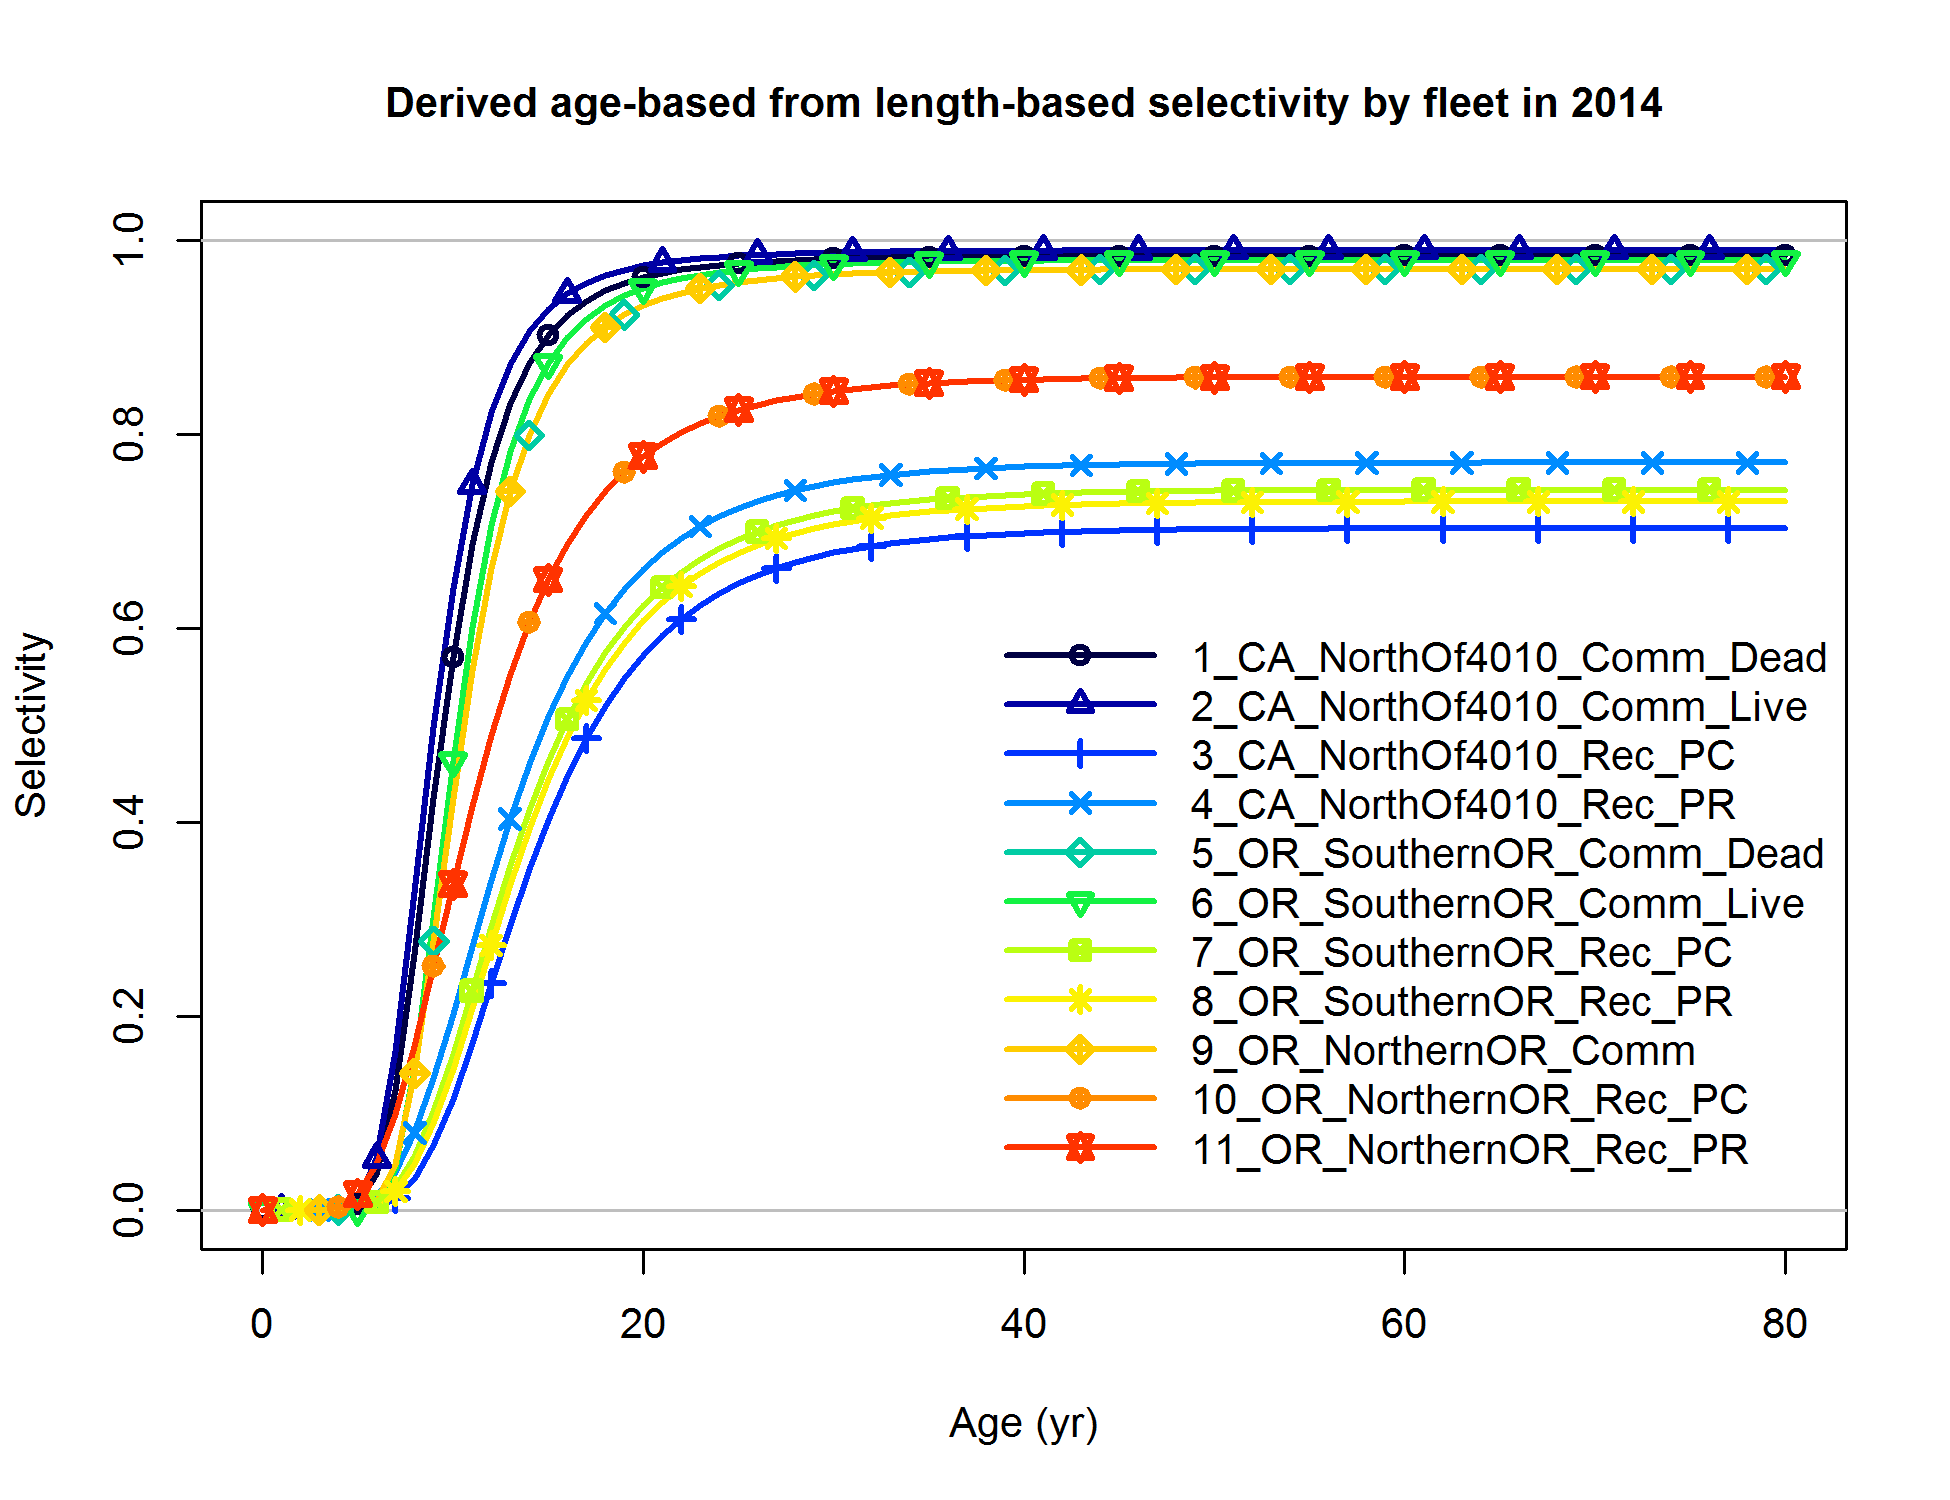 Derived age-based from length-based selectivity by fleet in 2014
1.0
0.8
0.6
0.4
0.2
0.0
Selectivity
1_CA_NorthOf4010_Comm_Dead
2_CA_NorthOf4010_Comm_Live
3_CA_NorthOf4010_Rec_PC
4_CA_NorthOf4010_Rec_PR
5_OR_SouthernOR_Comm_Dead
6_OR_SouthernOR_Comm_Live
7_OR_SouthernOR_Rec_PC
8_OR_SouthernOR_Rec_PR
9_OR_NorthernOR_Comm
10_OR_NorthernOR_Rec_PC
11_OR_NorthernOR_Rec_PR
0 20 40 60 80
Age (yr)